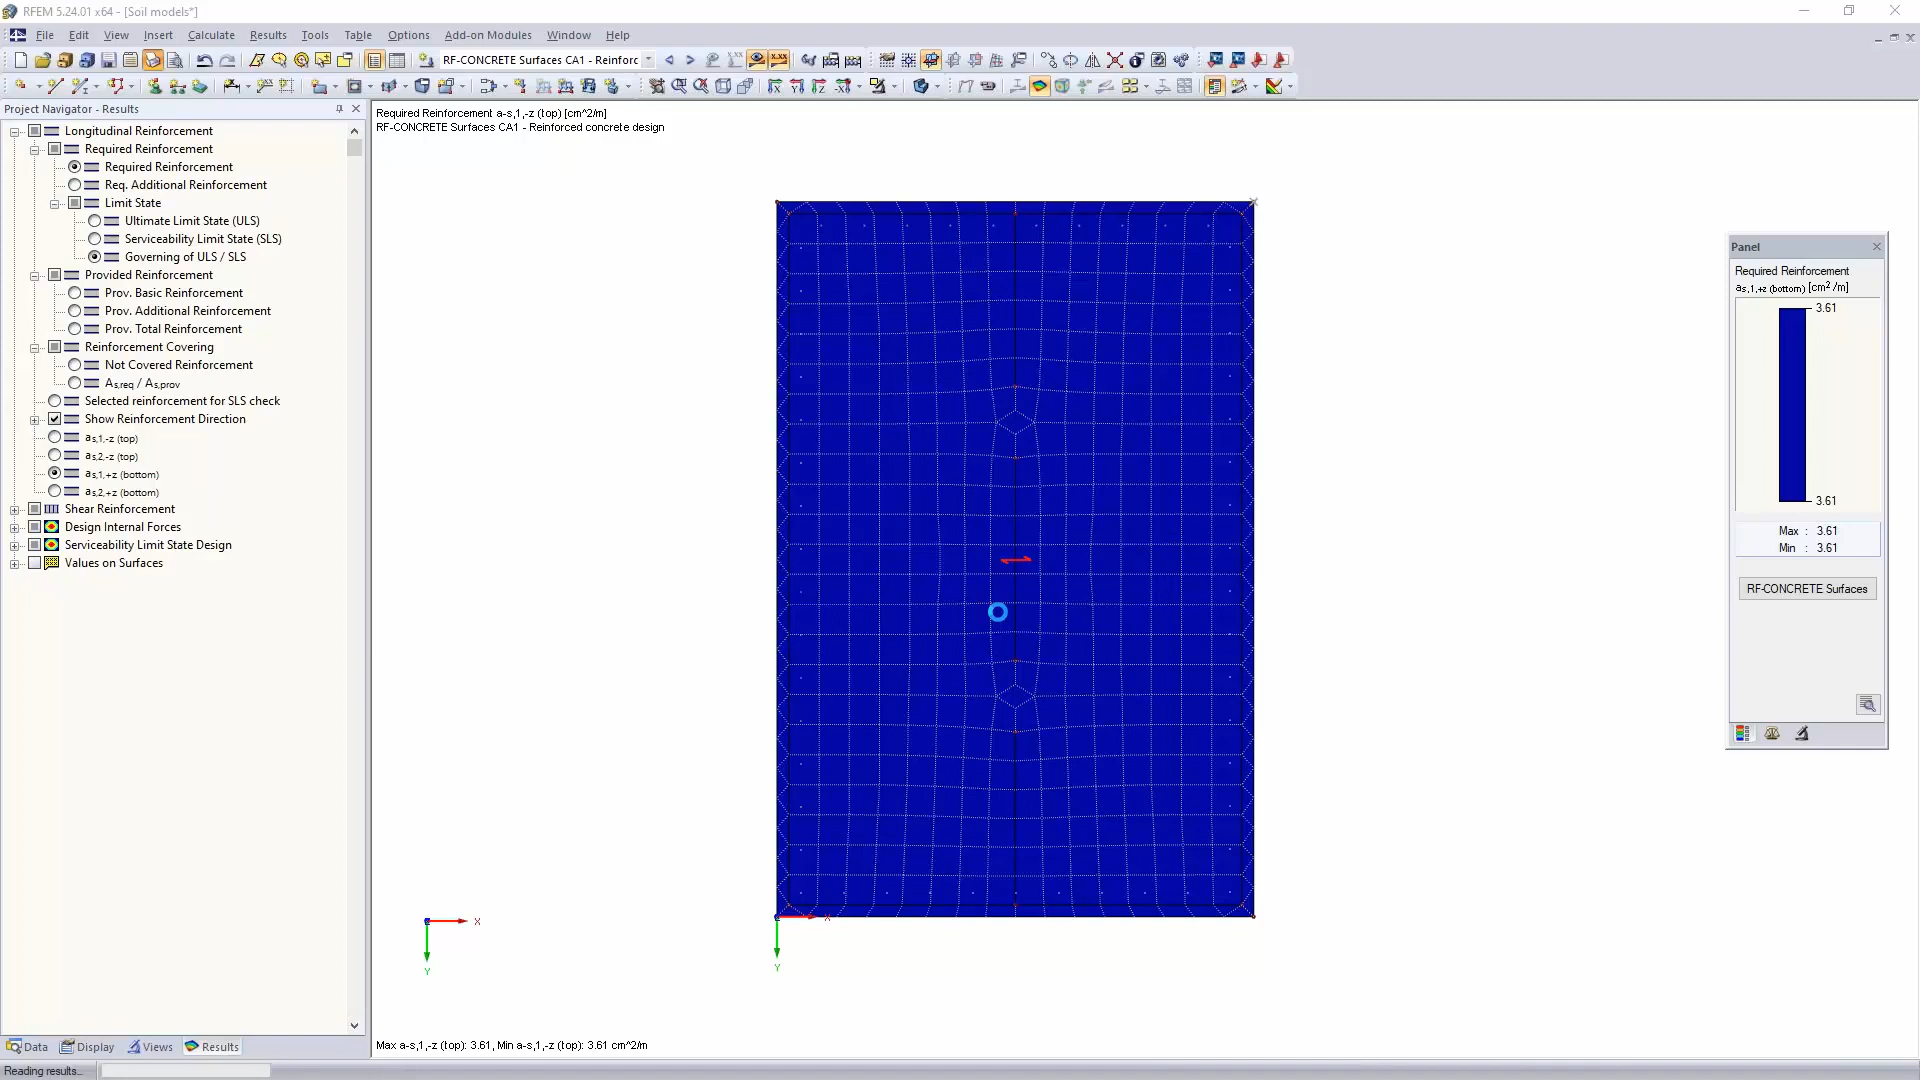 RFEM 5.24.01 x64 - [Soil models*]
File Edit View Insert Calculate Results Tools Table Options Add-on Modules Window Help
RF-CONCRETE Surfaces CA1 - Reinforc
Project Navigator - Results
Longitudinal Reinforcement
Required Reinforcement
Required Reinforcement
Req. Additional Reinforcement
Limit State
Ultimate Limit State (ULS)
Serviceability Limit State (SLS)
Governing of ULS / SLS
Provided Reinforcement
Prov. Basic Reinforcement
Prov. Additional Reinforcement
Prov. Total Reinforcement
Reinforcement Covering
Not Covered Reinforcement
As,req / As,prov
Selected reinforcement for SLS check
Show Reinforcement Direction
as,1,-z (top)
as,2,-z (top)
as,1,+z (bottom)
as,2,+z (bottom)
Shear Reinforcement
Design Internal Forces
Serviceability Limit State Design
Values on Surfaces
Data Display Views Results
Reading results...
Required Reinforcement a-s,1,-z (top) [cm^2/m]
RF-CONCRETE Surfaces CA1 - Reinforced concrete design
X
Y
X
Y
Max a-s,1,-z (top): 3.61, Min a-s,1,-z (top): 3.61 cm^2/m
Panel
Required Reinforcement
as,1,+z (bottom) [cm2/m]
3.61
3.61
Max : 3.61
Min : 3.61
RF-CONCRETE Surfaces